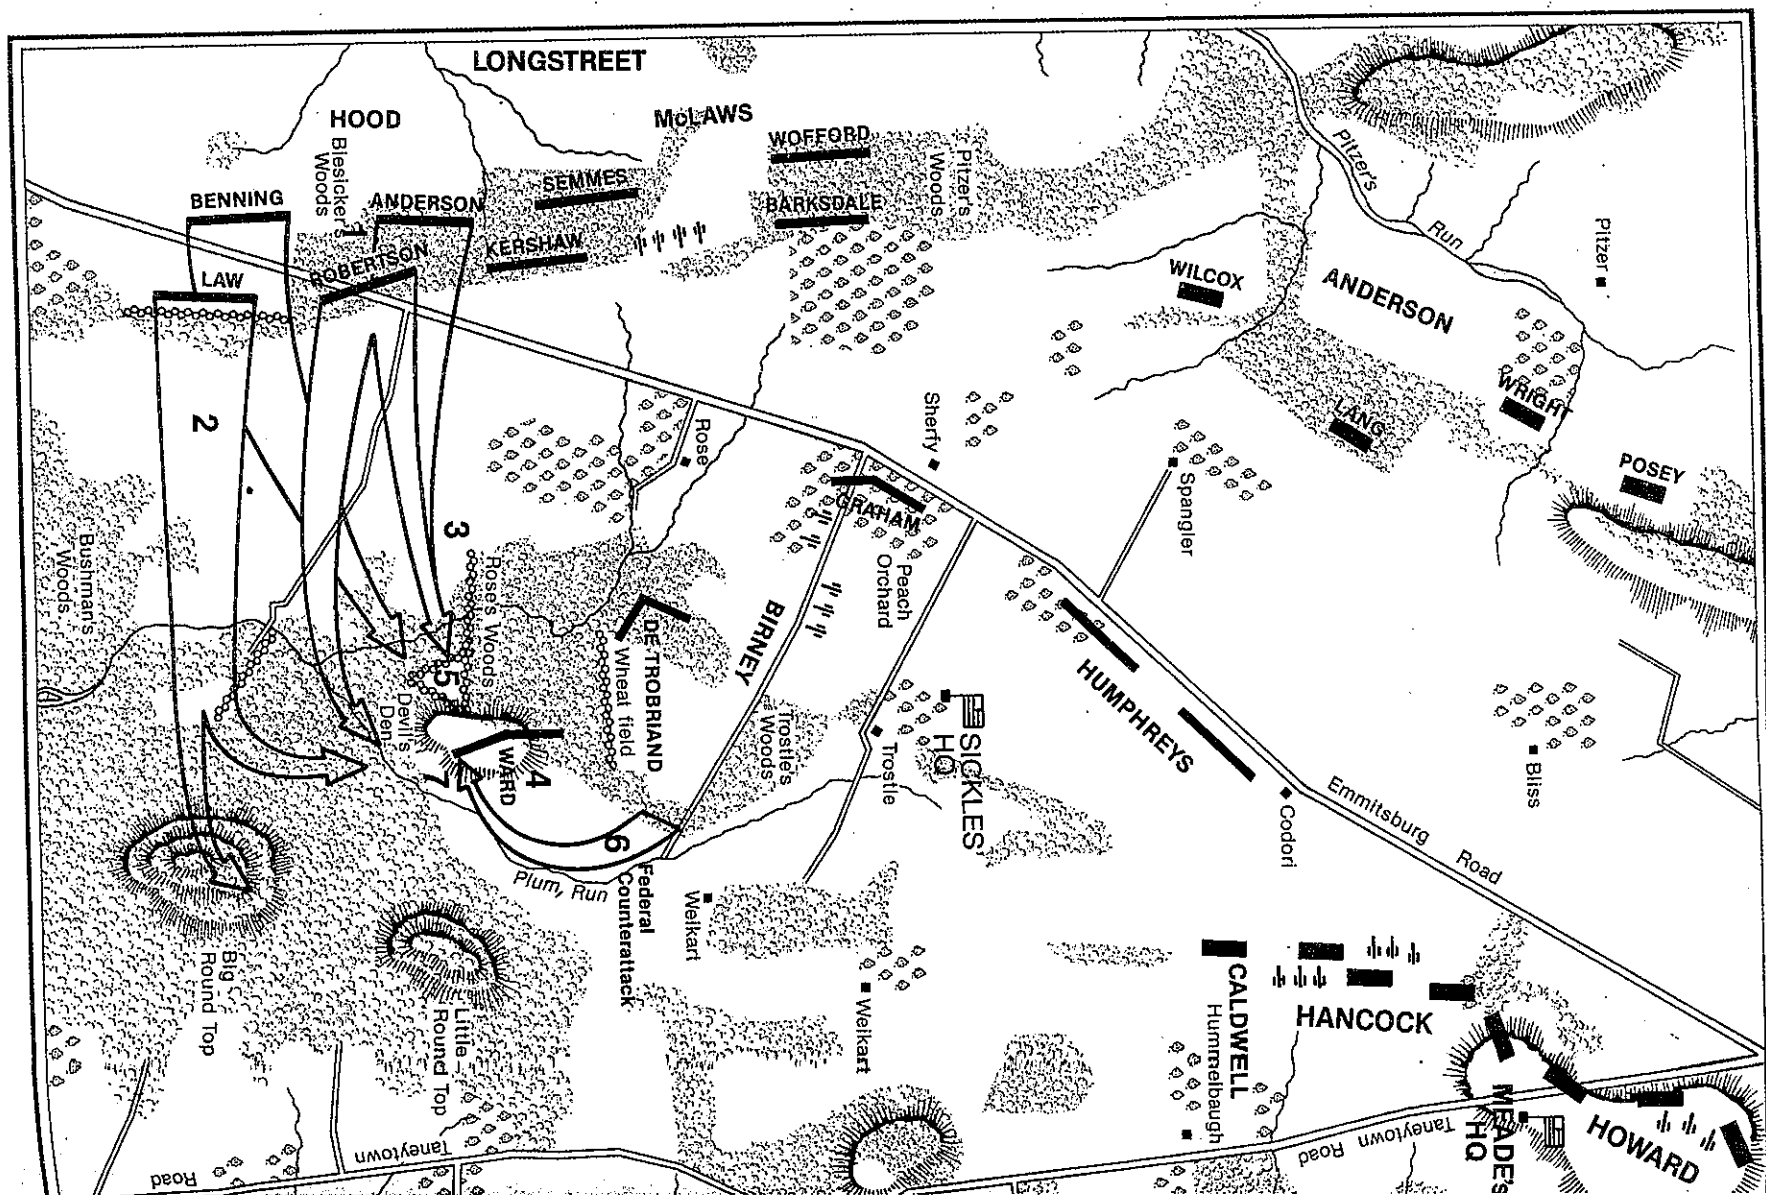 LONGSTREET
HOOD
McLAWS
Biesicker's
Woods
BENNING
ANDERSON
SEMMES
WOFFORD
BARKSDALE
Pitzer's
Woods
1
ROBERTSON
KERSHAW
LAW
Pitzer's
Run
Pitzer
WILCOX
ANDERSON
WRIGHT
LANG
POSEY
2
3
Rose
Sherfy
GRAHAM
Spangler
Bushman's
Woods
Rose's Woods
Peach
Orchard
BIRNEY
DE TROBRIAND
Wheat field
HUMPHREYS
5
Devil's
Den
WARD
4
7
Trostle's
Woods
Trostle
SICKLES'
HQ
Bliss
Codori
Emmitsburg
Road
6
Federal
Counterattack
Plum, Run
Weikart
Weikart
Big
Round Top
Little
Round Top
CALDWELL
Hummelbaugh
HANCOCK
MEADE's
HQ
HOWARD
Taneytown
Road
Taneytown
Road